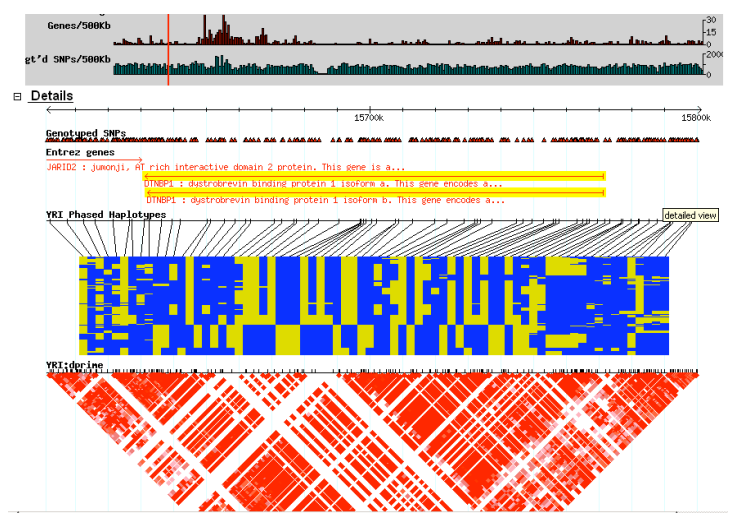 Genes/500Kb
30
15
0
gt'd SNPs/500Kb
2000
0
Details
15700k
15800k
Genotyped SNPs
Entrez genes
JARID2 : jumonji, AT rich interactive domain 2 protein. This gene is a...
DTNBP1 : dystrobrevin binding protein 1 isoform a. This gene encodes a...
DTNBP1 : dystrobrevin binding protein 1 isoform b. This gene encodes a...
YRI Phased Haplotypes
detailed view
YRI:dprime